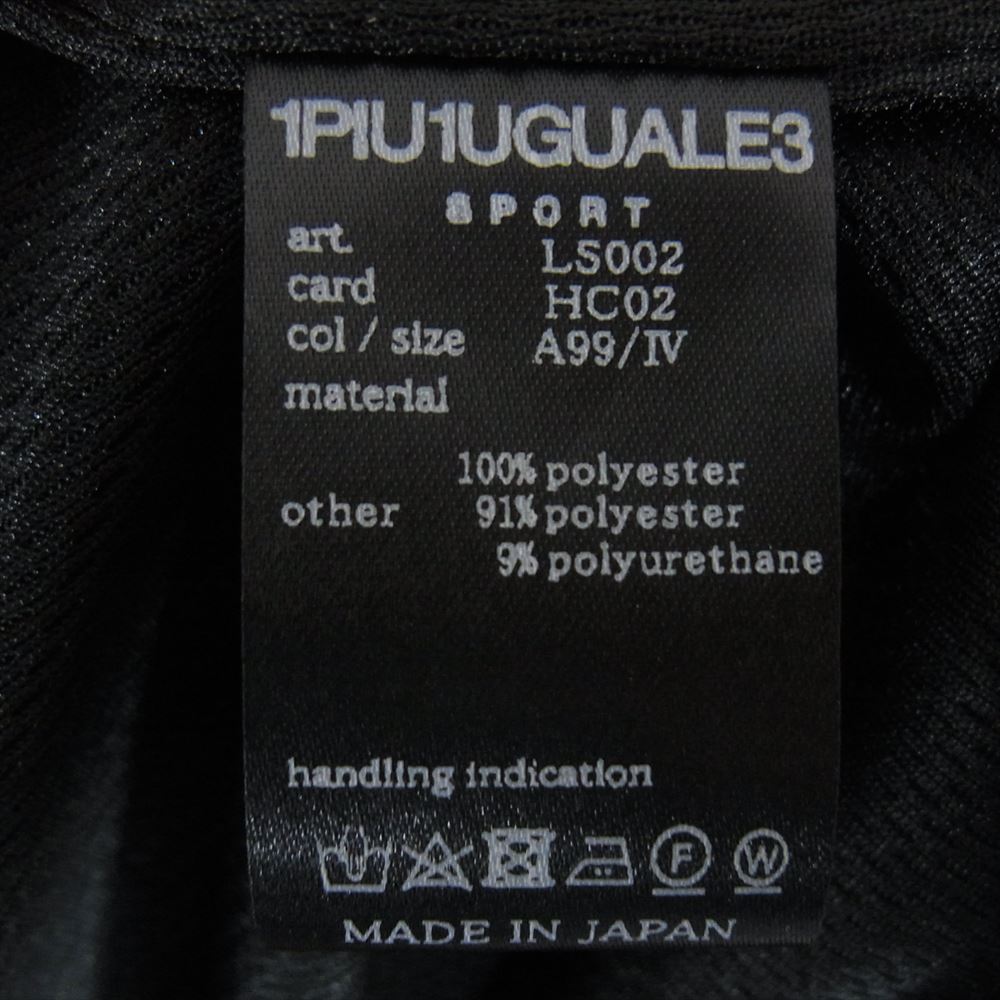 1PIU1UGUALE3
SPORT
art. LS002
card HC02
col / size A99/IV
material
100% polyester
other 91% polyester
9% polyurethane
handling indication
F W
MADE IN JAPAN